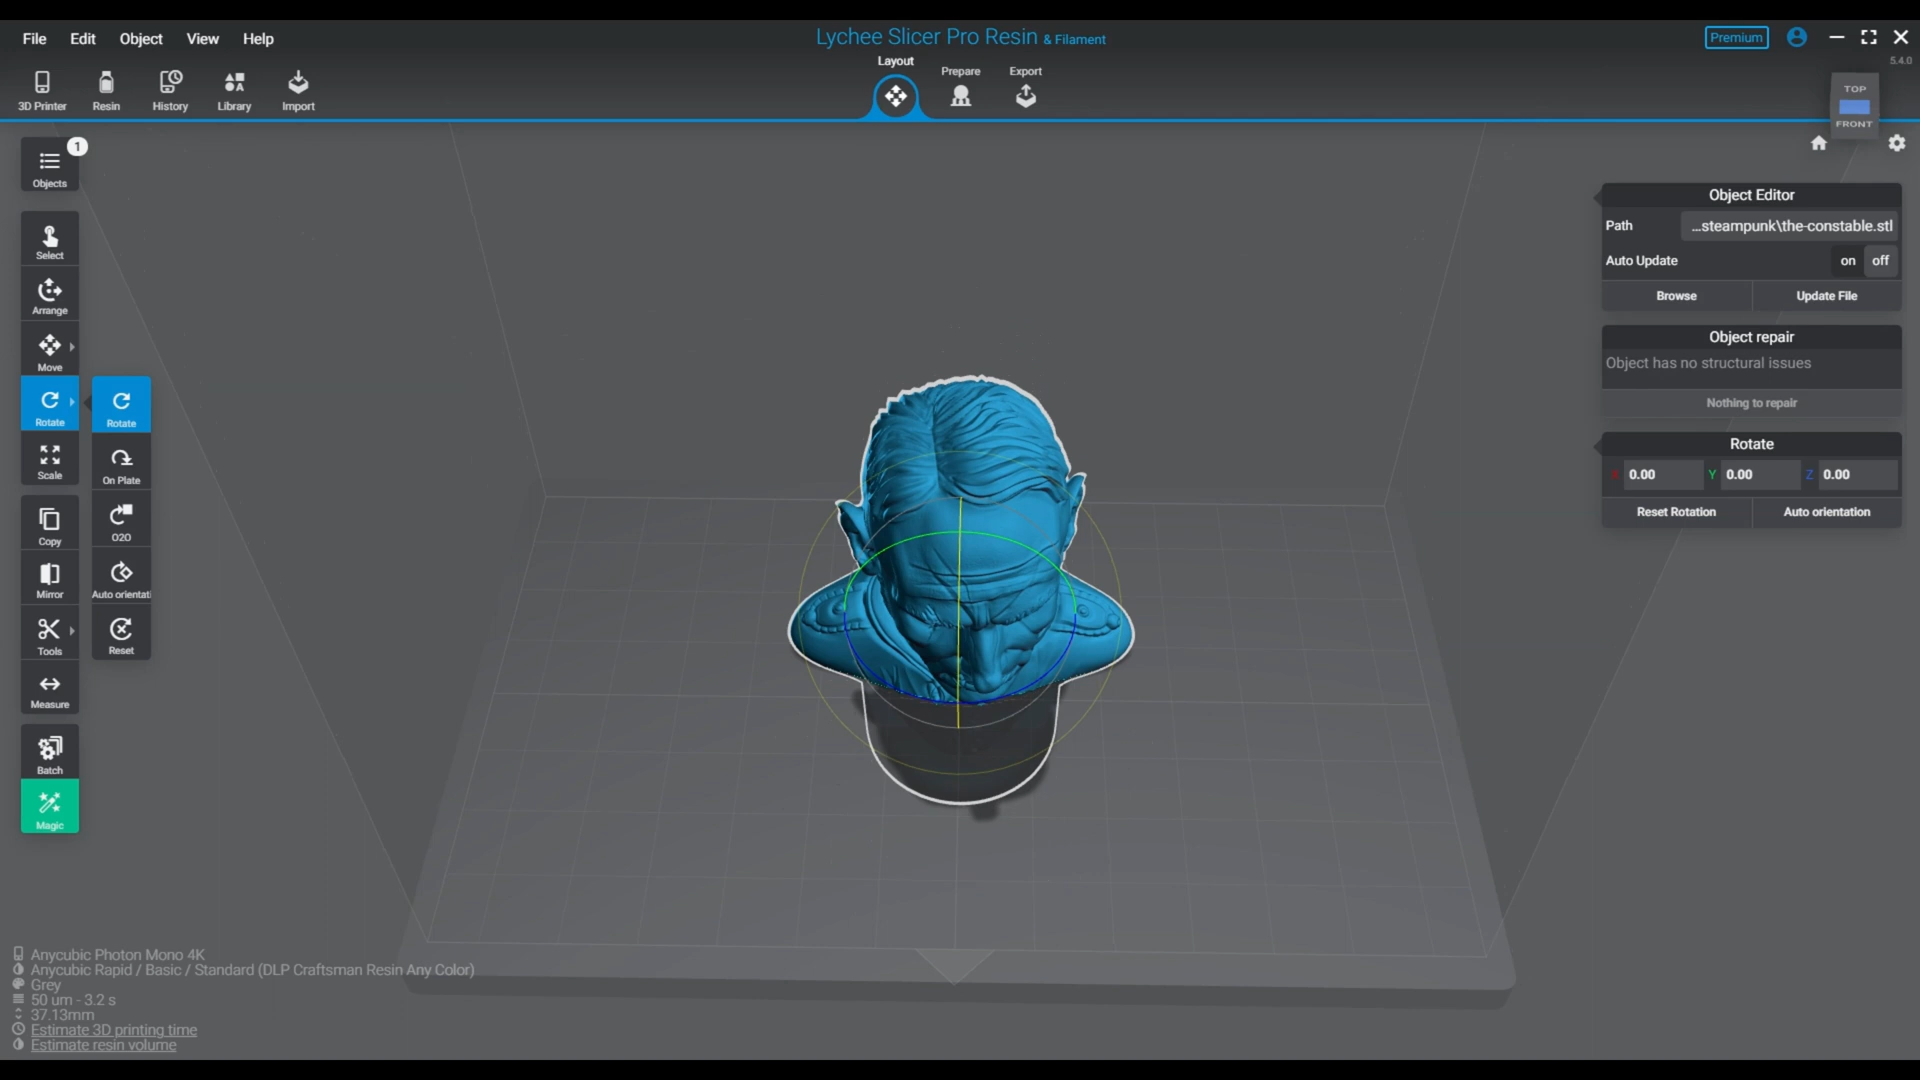 File Edit Object View Help
Lychee Slicer Pro Resin & Filament
Premium
5.4.0
3D Printer Resin History Library Import
Layout Prepare Export
TOP
FRONT
1
Objects
Select
Arrange
Move
Rotate
Scale
Copy
Mirror
Tools
Measure
Batch
Magic
Rotate
On Plate
O2O
Auto orientati
Reset
Object Editor
Path ...steampunk\the-constable.stl
Auto Update on off
Browse Update File
Object repair
Object has no structural issues
Nothing to repair
Rotate
X 0.00 Y 0.00 Z 0.00
Reset Rotation Auto orientation
Anycubic Photon Mono 4K
Anycubic Rapid / Basic / Standard (DLP Craftsman Resin Any Color)
Grey
50 um - 3.2 s
37.13mm
Estimate 3D printing time
Estimate resin volume